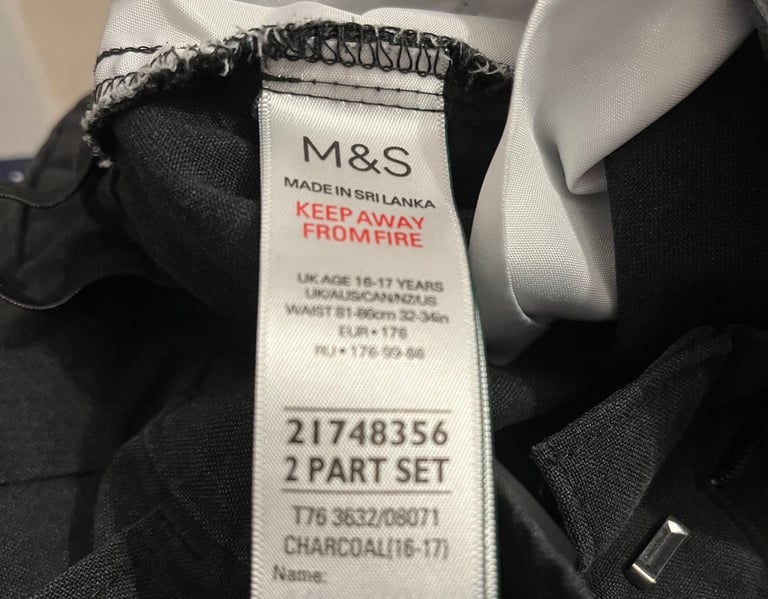 M&S
MADE IN SRI LANKA
KEEP AWAY
FROM FIRE
UK AGE 16-17 YEARS
UK/AUS/CAN/NZ/US
WAIST 81-86cm 32-34in
EUR • 176
RU • 176-99-86
21748356
2 PART SET
T76 3632/08071
CHARCOAL(16-17)
Name: